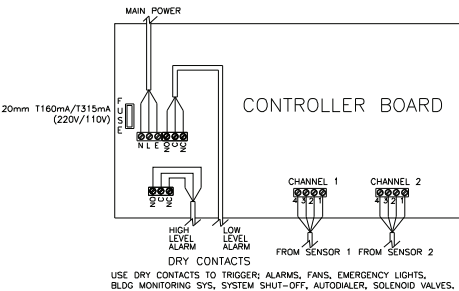 MAIN POWER
20mm T160mA/T315mA
(220V/110V)
FUSE
CONTROLLER BOARD
N L E NO C NC
NO C NC
CHANNEL 1
4 3 2 1
CHANNEL 2
4 3 2 1
HIGH
LEVEL
ALARM
LOW
LEVEL
ALARM
FROM SENSOR 1
FROM SENSOR 2
DRY CONTACTS
USE DRY CONTACTS TO TRIGGER; ALARMS, FANS, EMERGENCY LIGHTS,
BLDG MONITORING SYS, SYSTEM SHUT-OFF, AUTODIALER, SOLENOID VALVES.